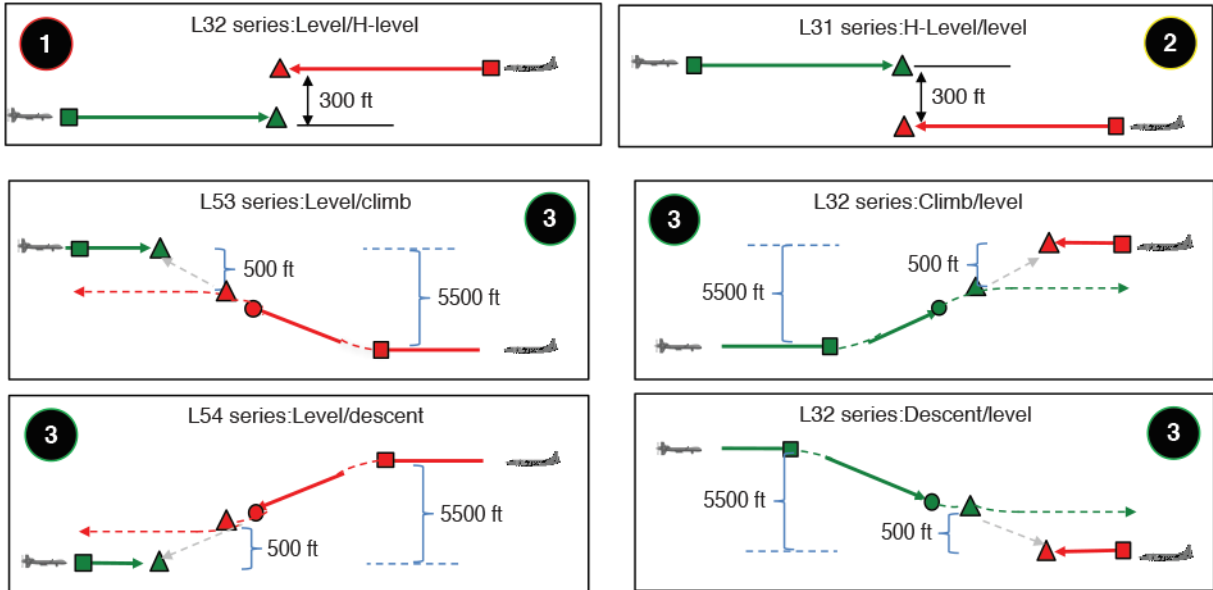 L32 series:Level/H-level
1
300 ft
L31 series:H-Level/level
2
300 ft
L53 series:Level/climb
3
500 ft
5500 ft
L32 series:Climb/level
3
500 ft
5500 ft
L54 series:Level/descent
3
5500 ft
500 ft
L32 series:Descent/level
3
5500 ft
500 ft